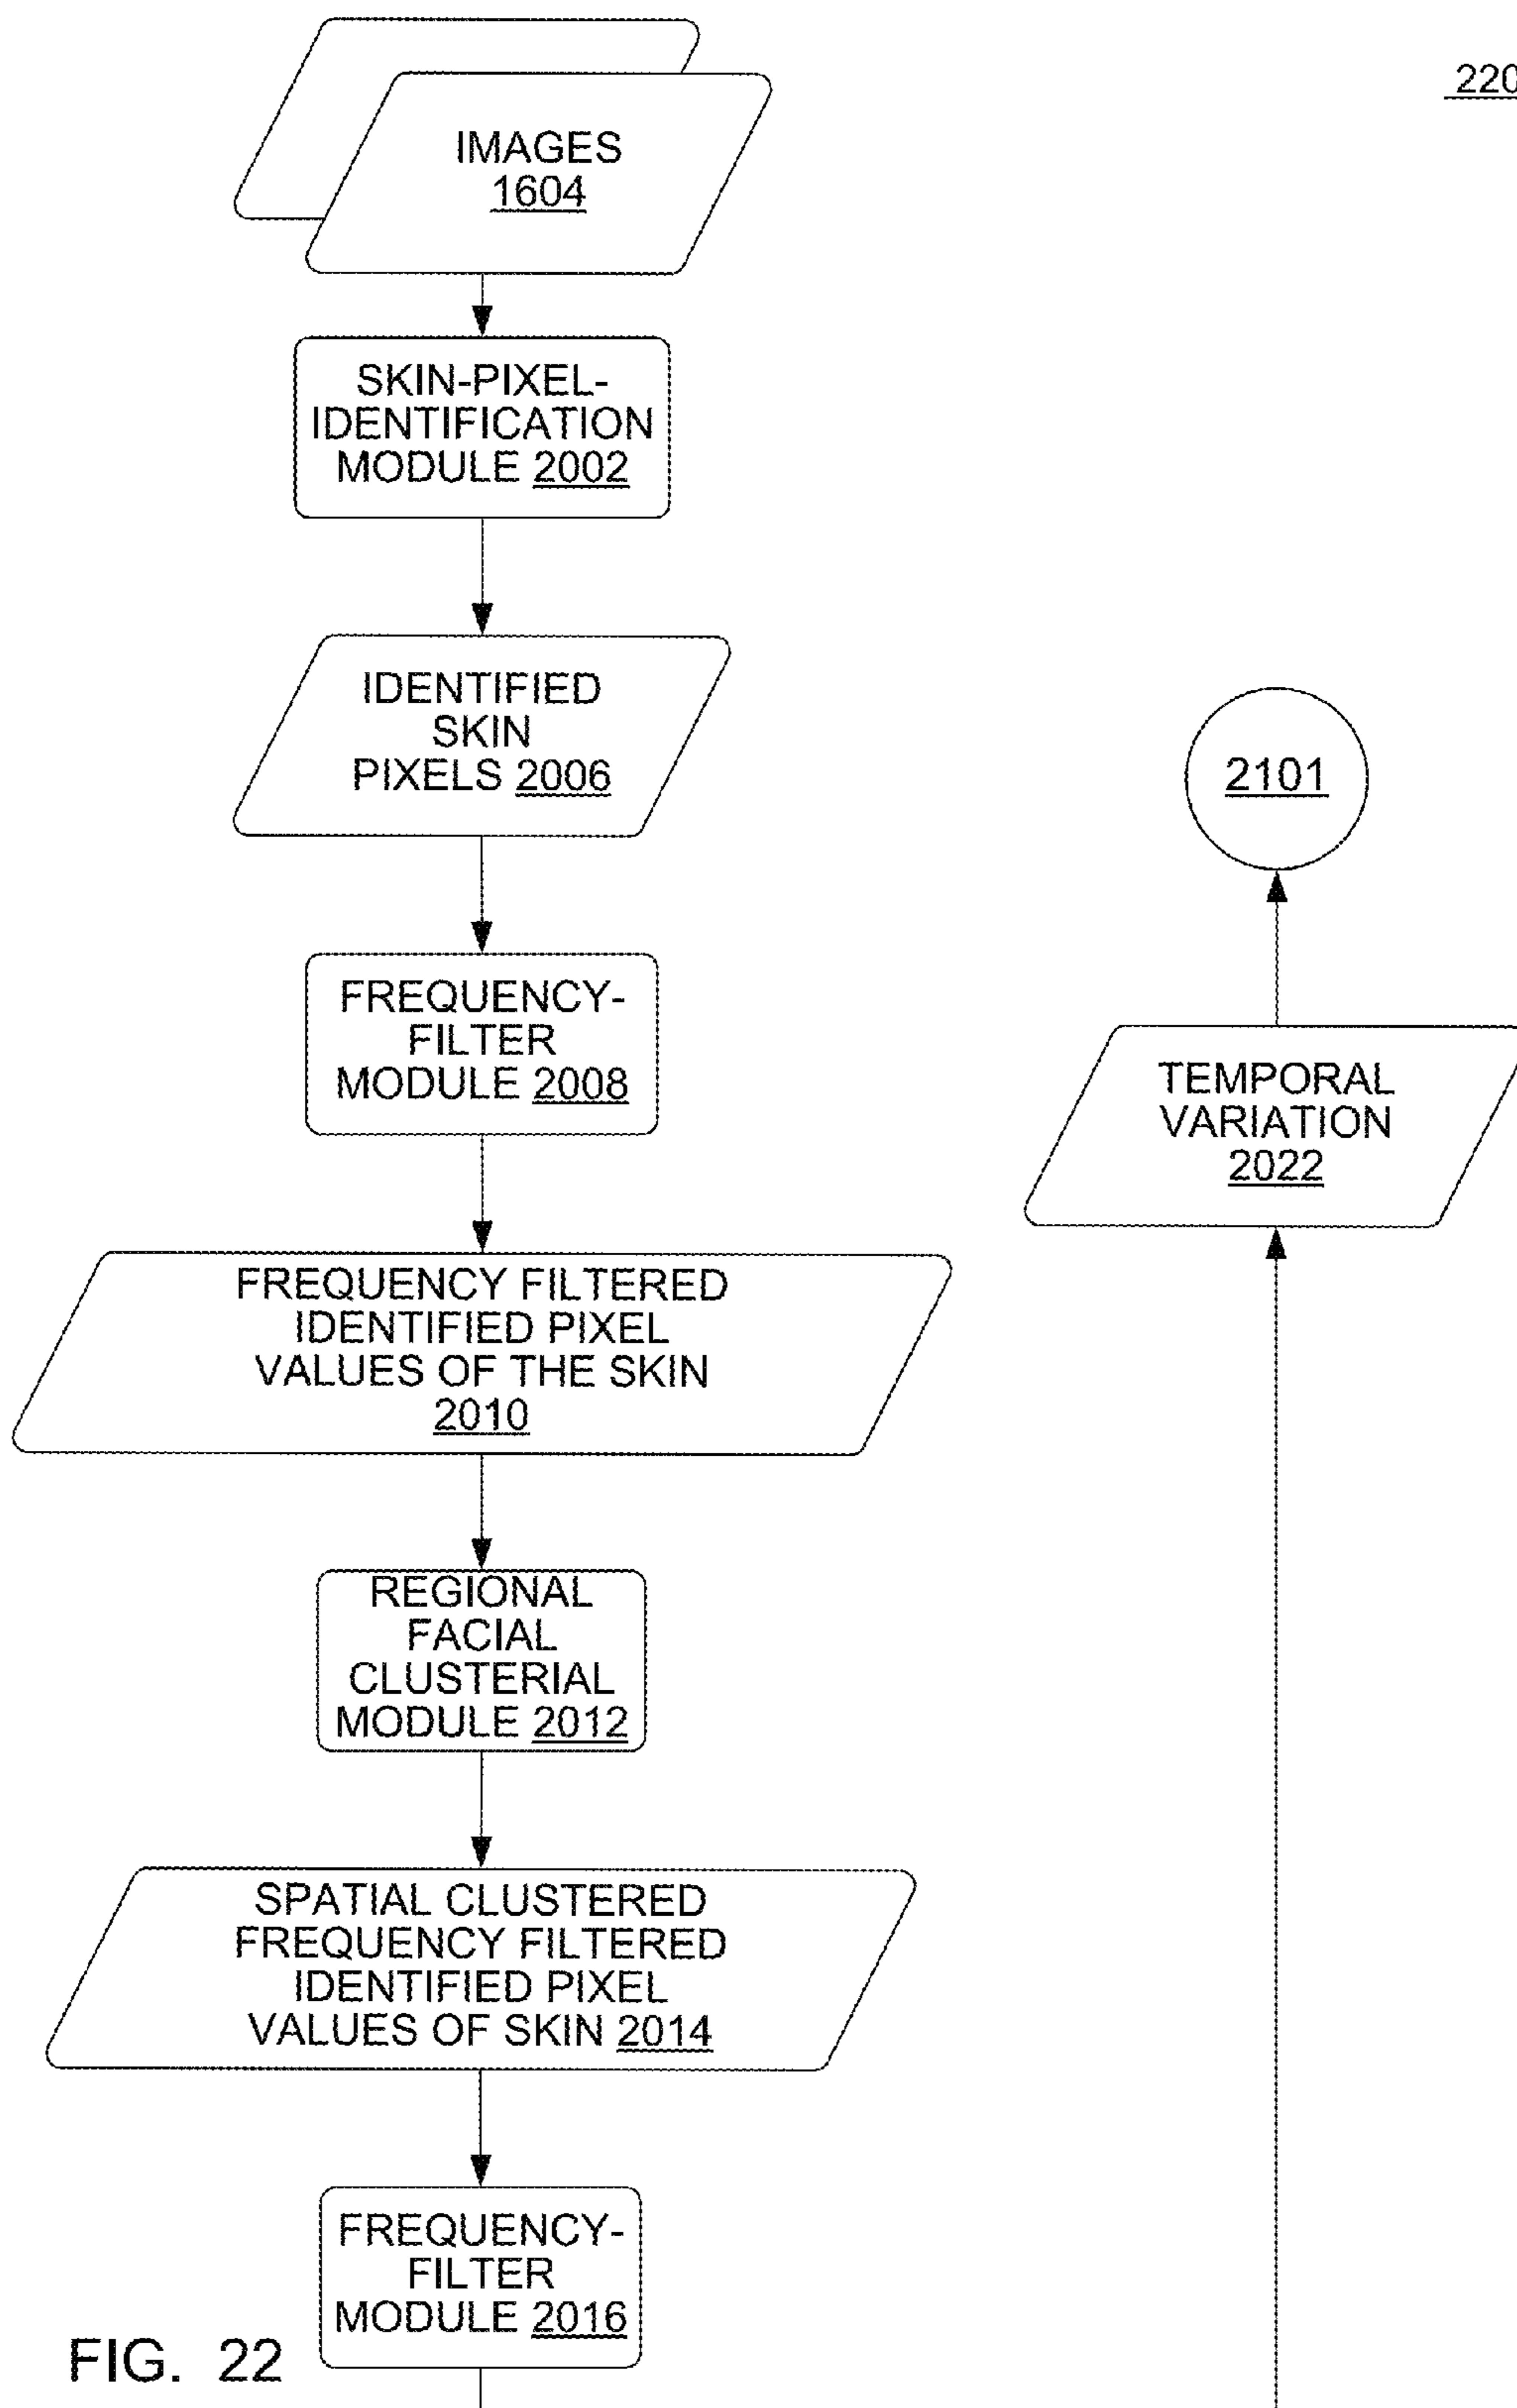 220
IMAGES
1604
SKIN-PIXEL-
IDENTIFICATION
MODULE 2002
IDENTIFIED
SKIN
PIXELS 2006
FREQUENCY-
FILTER
MODULE 2008
FREQUENCY FILTERED
IDENTIFIED PIXEL
VALUES OF THE SKIN
2010
REGIONAL
FACIAL
CLUSTERIAL
MODULE 2012
SPATIAL CLUSTERED
FREQUENCY FILTERED
IDENTIFIED PIXEL
VALUES OF SKIN 2014
FREQUENCY-
FILTER
MODULE 2016
2101
TEMPORAL
VARIATION
2022
FIG. 22